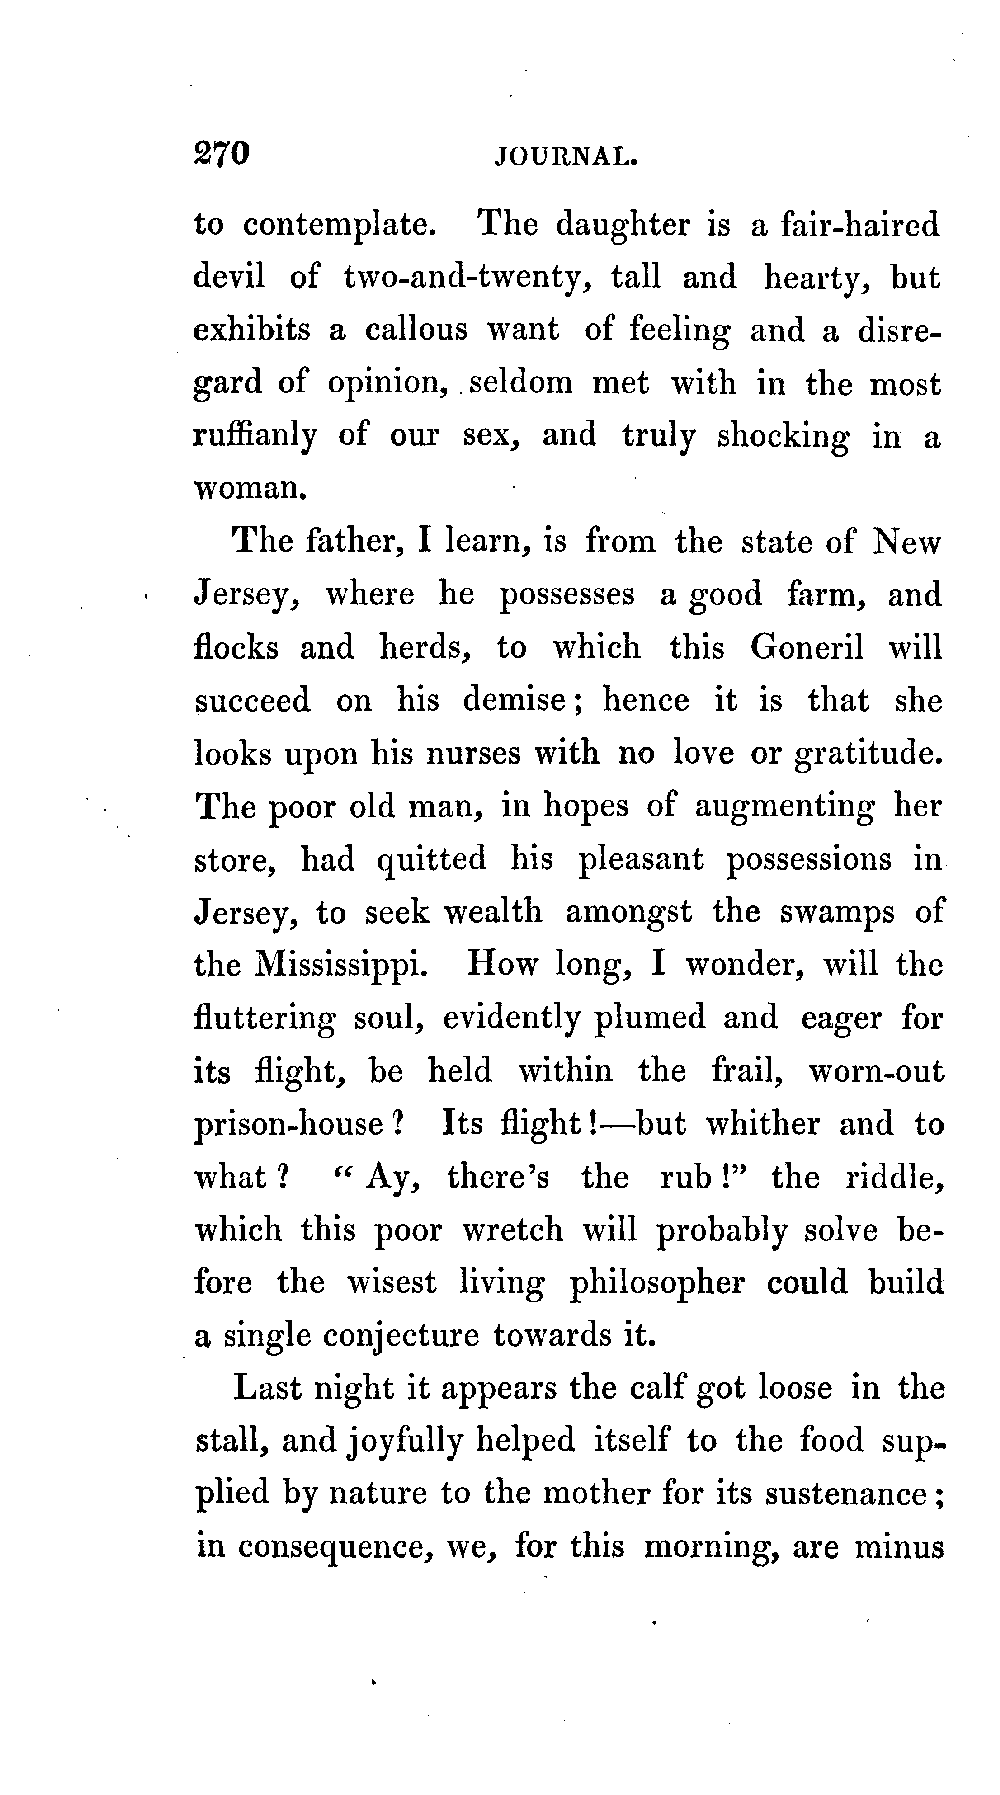 270 JOURNAL.
to contemplate. The daughter is a fair-haired
devil of two-and-twenty, tall and hearty, but
exhibits a callous want of feeling and a disre-
gard of opinion, seldom met with in the most
ruffianly of our sex, and truly shocking in a
woman.
The father, I learn, is from the state of New
Jersey, where he possesses a good farm, and
flocks and herds, to which this Goneril will
succeed on his demise; hence it is that she
looks upon his nurses with no love or gratitude.
The poor old man, in hopes of augmenting her
store, had quitted his pleasant possessions in
Jersey, to seek wealth amongst the swamps of
the Mississippi. How long, I wonder, will the
fluttering soul, evidently plumed and eager for
its flight, be held within the frail, worn-out
prison-house? Its flight!—but whither and to
what? "Ay, there's the rub!" the riddle,
which this poor wretch will probably solve be-
fore the wisest living philosopher could build
a single conjecture towards it.
Last night it appears the calf got loose in the
stall, and joyfully helped itself to the food sup-
plied by nature to the mother for its sustenance;
in consequence, we, for this morning, are minus